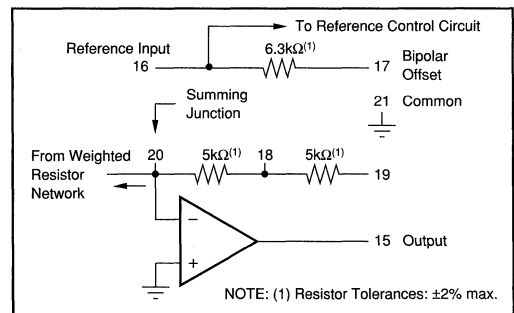 To Reference Control Circuit
Reference Input
16
6.3kΩ(1)
17
Bipolar
Offset
21 Common
Summing
Junction
From Weighted
Resistor
Network
20
5kΩ(1)
18
5kΩ(1)
19
−
+
15 Output
NOTE: (1) Resistor Tolerances: ±2% max.